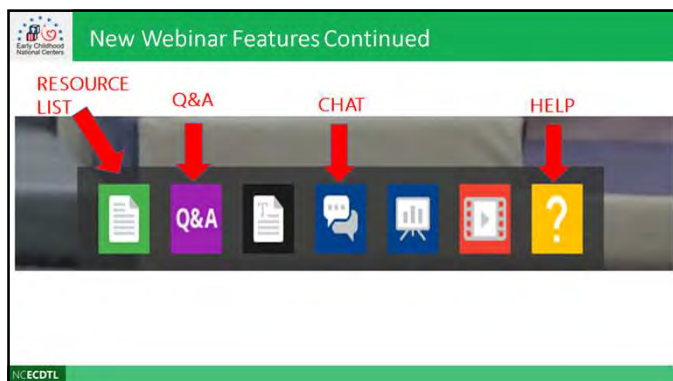 Early Childhood
National Centers
New Webinar Features Continued
RESOURCE
LIST
Q&A
CHAT
HELP
Q&A
T
?
NCECDTL